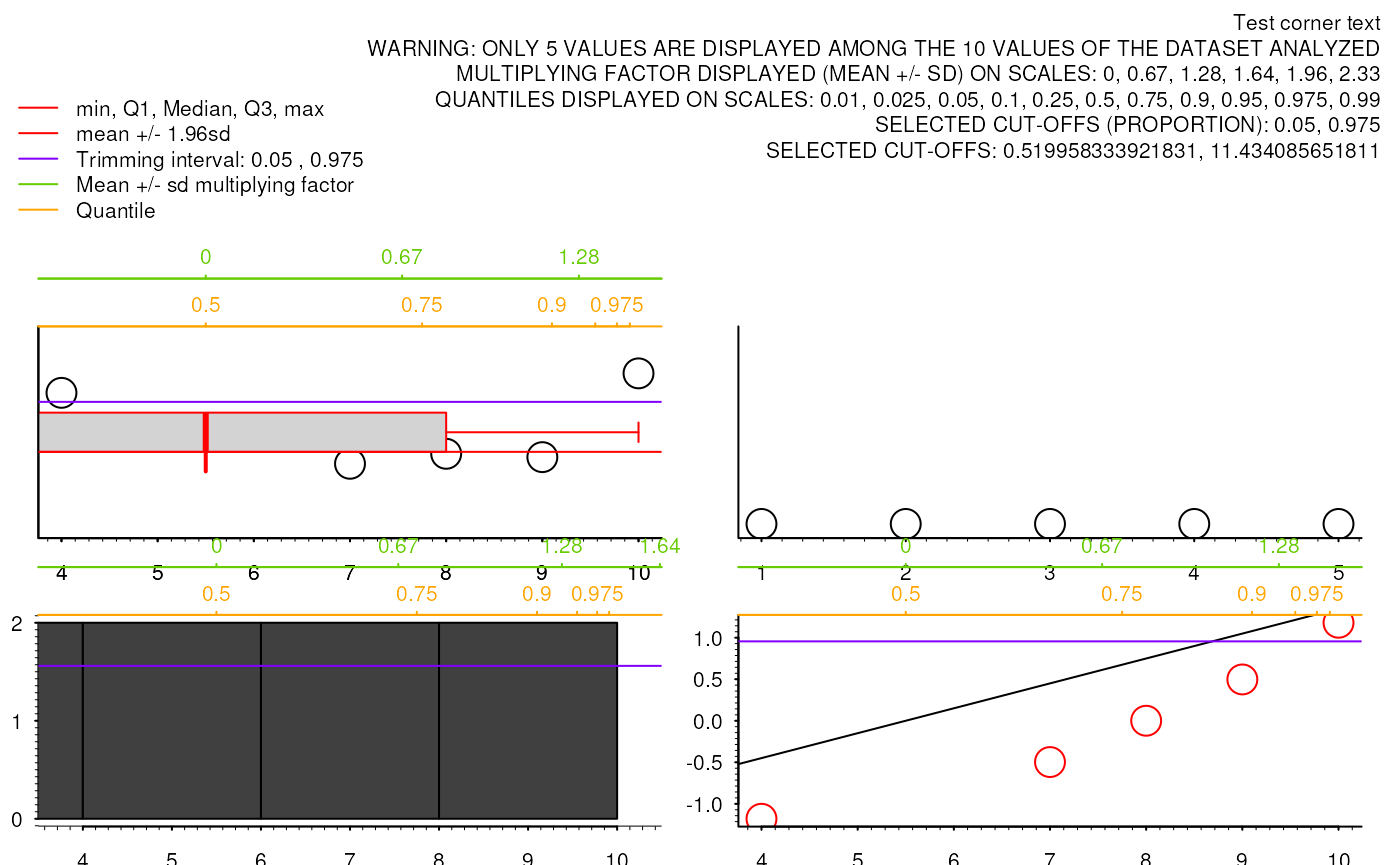 Test corner text
WARNING: ONLY 5 VALUES ARE DISPLAYED AMONG THE 10 VALUES OF THE DATASET ANALYZED
MULTIPLYING FACTOR DISPLAYED (MEAN +/- SD) ON SCALES: 0, 0.67, 1.28, 1.64, 1.96, 2.33
QUANTILES DISPLAYED ON SCALES: 0.01, 0.025, 0.05, 0.1, 0.25, 0.5, 0.75, 0.9, 0.95, 0.975, 0.99
SELECTED CUT-OFFS (PROPORTION): 0.05, 0.975
SELECTED CUT-OFFS: 0.519958333921831, 11.434085651811
min, Q1, Median, Q3, max
mean +/- 1.96sd
Trimming interval: 0.05 , 0.975
Mean +/- sd multiplying factor
Quantile
0 0.67 1.28
0.5 0.75 0.9 0.975
4 5 6 7 8 9 10
1 2 3 4 5
0 0.67 1.28 1.64
0.5 0.75 0.9 0.975
2
1
0
4 5 6 7 8 9 10
0 0.67 1.28
0.5 0.75 0.9 0.975
1.0
0.5
0.0
-0.5
-1.0
4 5 6 7 8 9 10